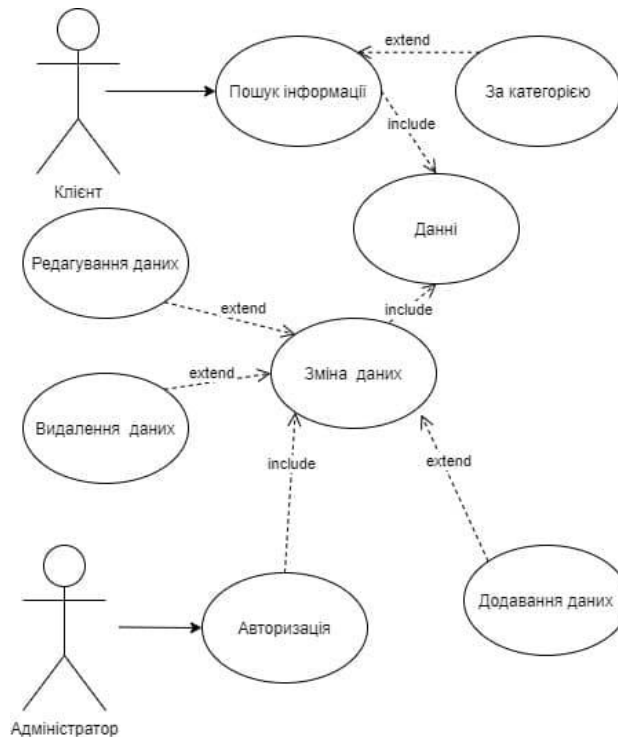 extend
Пошук інформації
За категорією
include
Клієнт
Данні
Редагування даних
extend
include
Зміна даних
extend
Видалення даних
include
extend
Додавання даних
Авторизація
Адміністратор